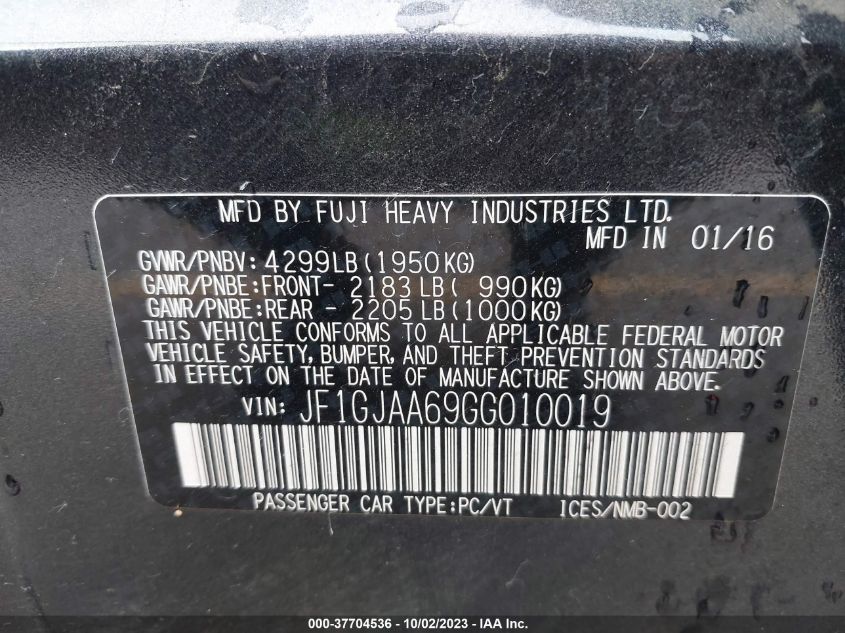 MFD BY FUJI HEAVY INDUSTRIES LTD.
MFD IN 01/16
GVWR/PNBV: 4299LB(1950KG)
GAWR/PNBE:FRONT- 2183LB( 990KG)
GAWR/PNBE:REAR - 2205LB(1000KG)
THIS VEHICLE CONFORMS TO ALL APPLICABLE FEDERAL MOTOR
VEHICLE SAFETY, BUMPER, AND THEFT PREVENTION STANDARDS
IN EFFECT ON THE DATE OF MANUFACTURE SHOWN ABOVE.
VIN: JF1GJAA69GG010019
PASSENGER CAR TYPE:PC/VT ICES/NMB-002
000-37704536 - 10/02/2023 - IAA Inc.